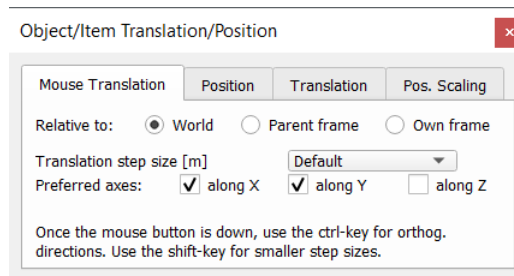 Object/Item Translation/Position
Mouse Translation Position Translation Pos. Scaling
Relative to: World Parent frame Own frame
Translation step size [m] Default
Preferred axes: along X along Y along Z
Once the mouse button is down, use the ctrl-key for orthog.
directions. Use the shift-key for smaller step sizes.